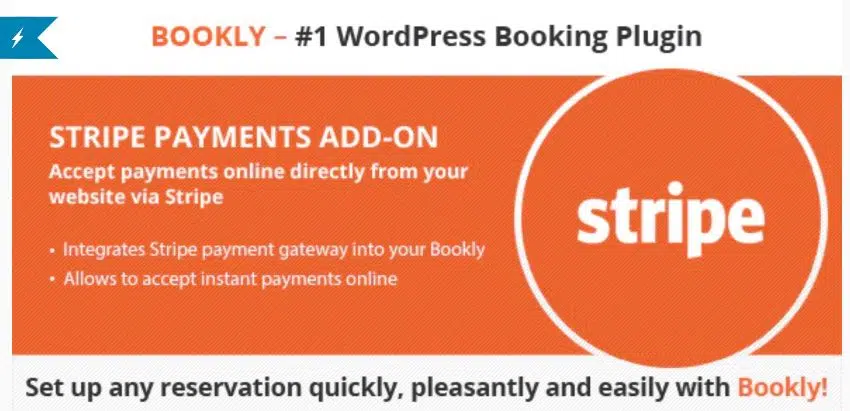 BOOKLY – #1 WordPress Booking Plugin
STRIPE PAYMENTS ADD-ON
Accept payments online directly from your
website via Stripe
• Integrates Stripe payment gateway into your Bookly
• Allows to accept instant payments online
stripe
Set up any reservation quickly, pleasantly and easily with Bookly!